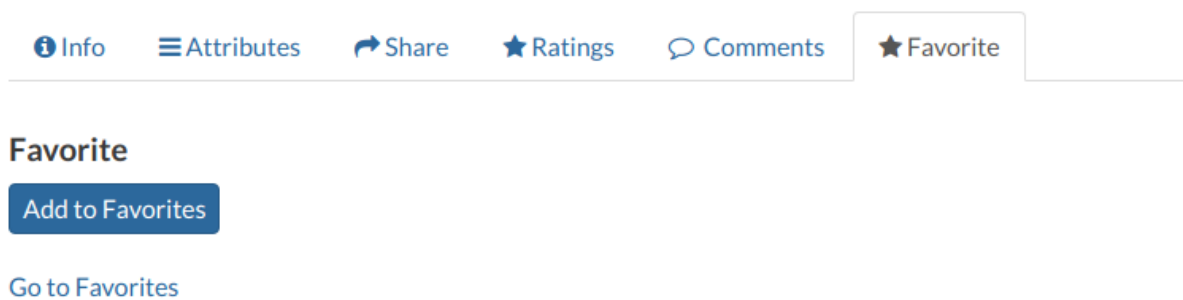 Info Attributes Share Ratings Comments Favorite
Favorite
Add to Favorites
Go to Favorites